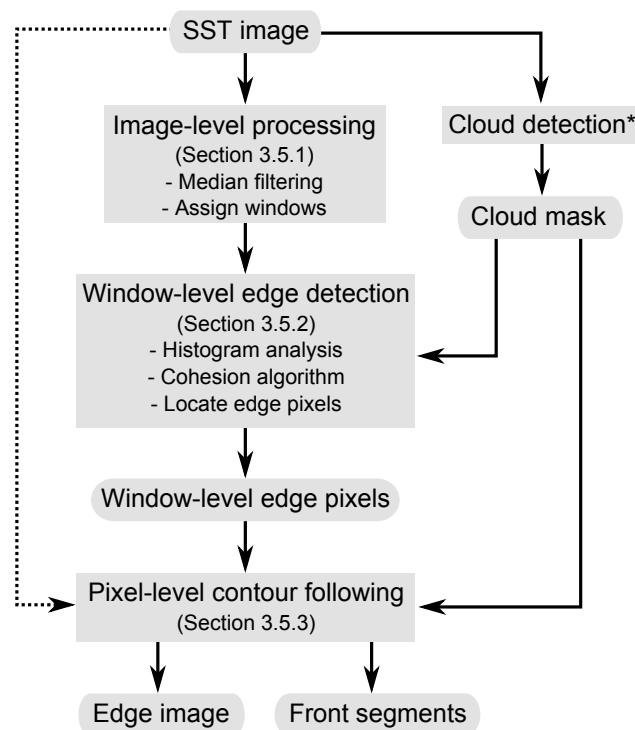 SST image
Image-level processing
(Section 3.5.1)
- Median filtering
- Assign windows
Cloud detection*
Cloud mask
Window-level edge detection
(Section 3.5.2)
- Histogram analysis
- Cohesion algorithm
- Locate edge pixels
Window-level edge pixels
Pixel-level contour following
(Section 3.5.3)
Edge image
Front segments